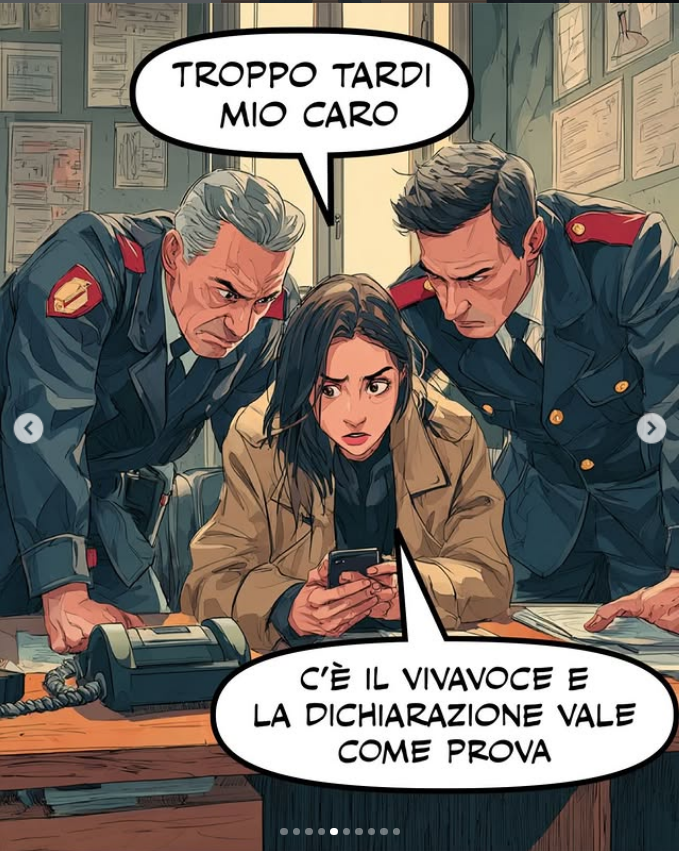 TROPPO TARDI
MIO CARO
C'È IL VIVAVOCE E
LA DICHIARAZIONE VALE
COME PROVA